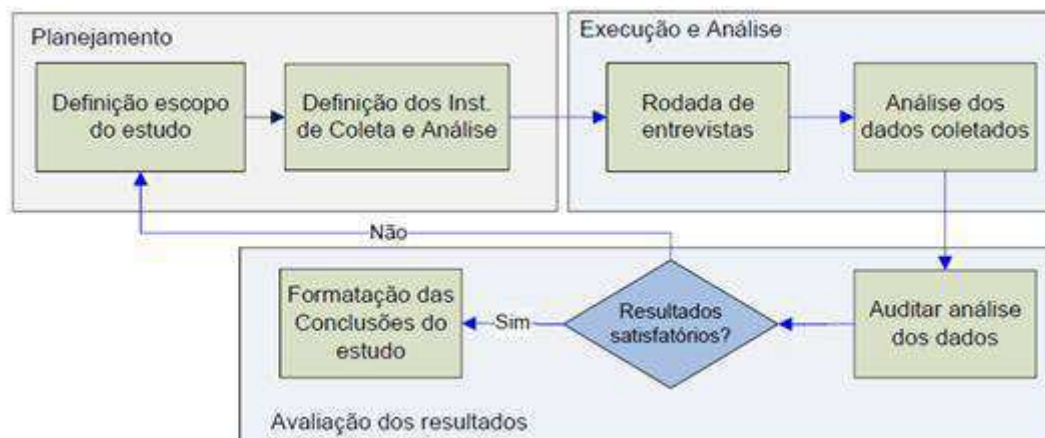 Planejamento
Definição escopo
do estudo
Definição dos Inst.
de Coleta e Análise
Execução e Análise
Rodada de
entrevistas
Análise dos
dados coletados
Não
Formatação das
Conclusões do
estudo
Sim
Resultados
satisfatórios?
Auditar análise
dos dados
Avaliação dos resultados